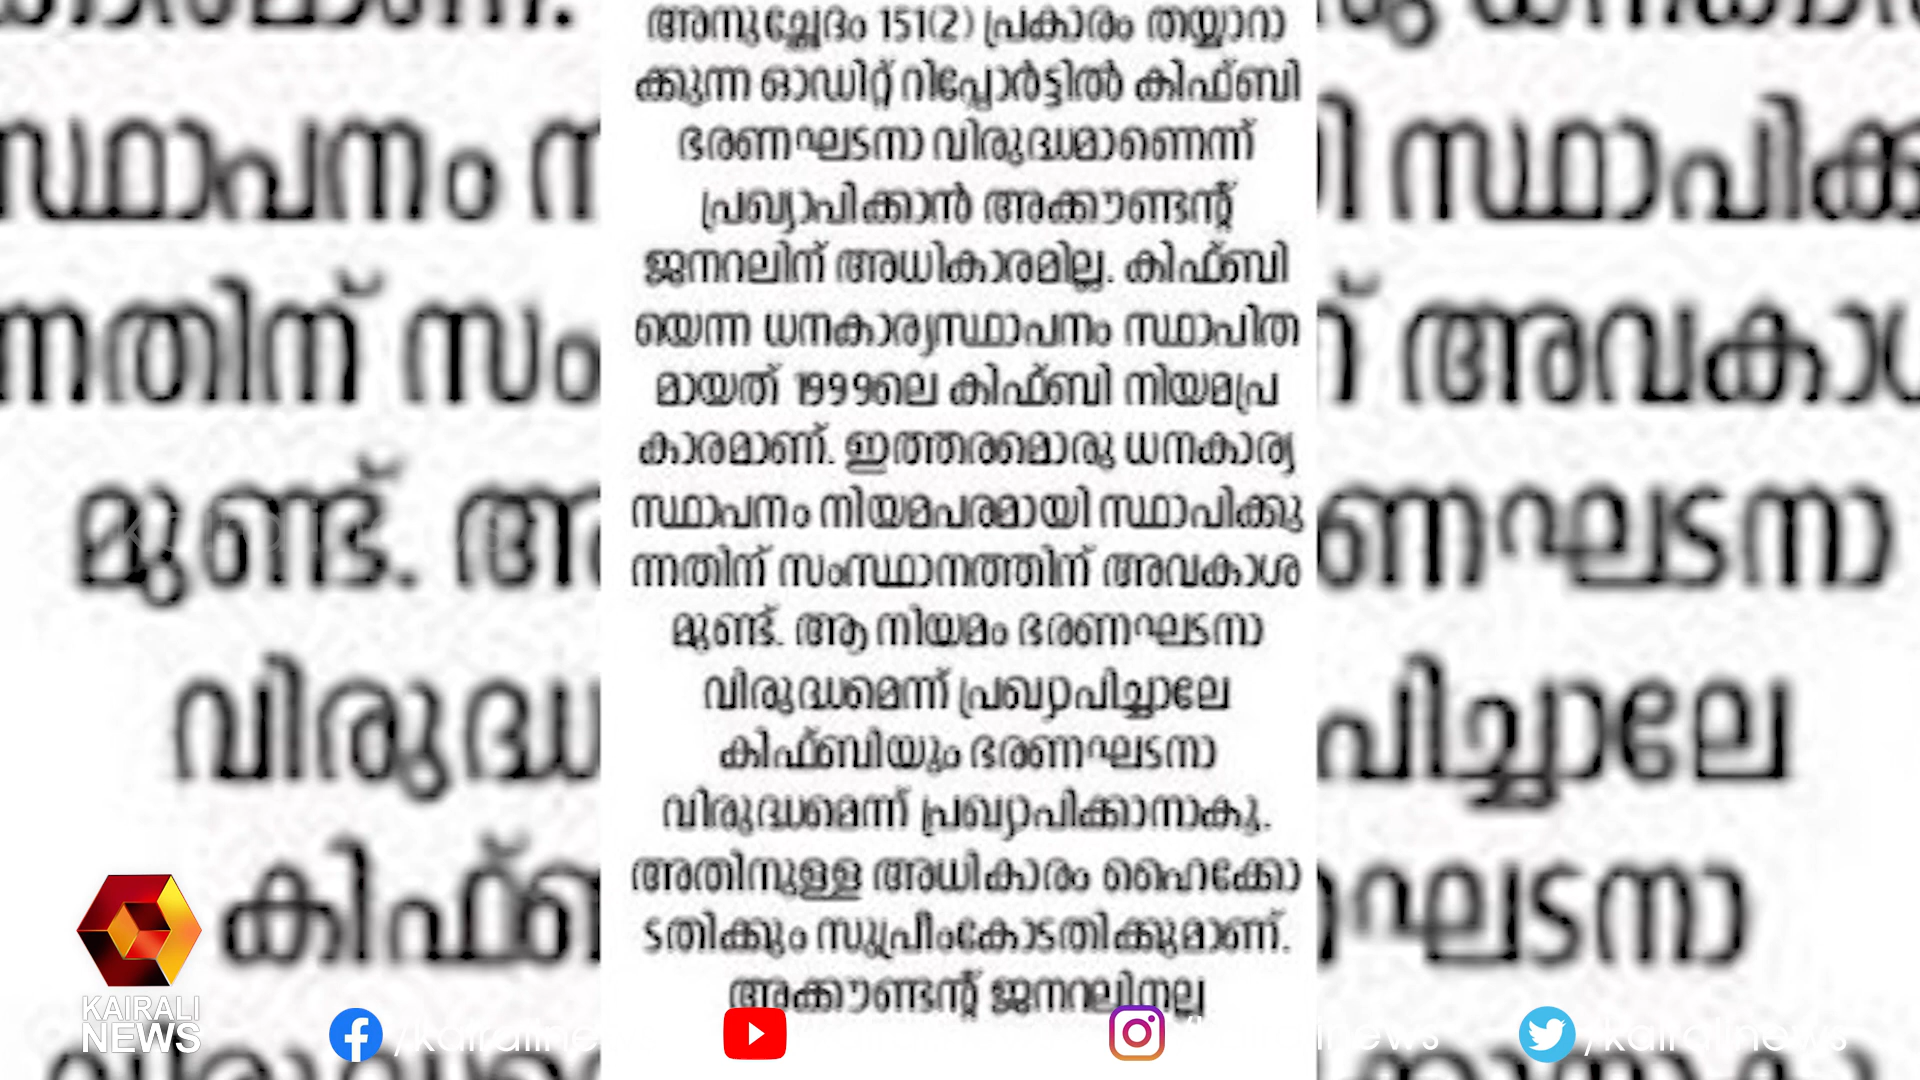 അനുച്ഛേദം 151(2) പ്രകാരം തയ്യാറാ
ക്കുന്ന ഓഡിറ്റ് റിപ്പോർട്ടിൽ കിഫ്ബി
ഭരണഘടനാ വിരുദ്ധമാണെന്ന്
പ്രഖ്യാപിക്കാൻ അക്കൗണ്ടന്റ്
ജനറലിന് അധികാരമില്ല. കിഫ്ബി
യെന്ന ധനകാര്യസ്ഥാപനം സ്ഥാപിത
മായത് 1999ലെ കിഫ്ബി നിയമപ്ര
കാരമാണ്. ഇത്തരമൊരു ധനകാര്യ
സ്ഥാപനം നിയമപരമായി സ്ഥാപിക്കു
ന്നതിന് സംസ്ഥാനത്തിന് അവകാശ
മുണ്ട്. ആ നിയമം ഭരണഘടനാ
വിരുദ്ധമെന്ന് പ്രഖ്യാപിച്ചാലേ
കിഫ്ബിയും ഭരണഘടനാ
വിരുദ്ധമെന്ന് പ്രഖ്യാപിക്കാനാകൂ.
അതിനുള്ള അധികാരം ഹൈക്കോ
ടതിക്കും സുപ്രീംകോടതിക്കുമാണ്.
അക്കൗണ്ടന്റ് ജനറലിനല്ല
KAIRALI
NEWS
/kairalinews